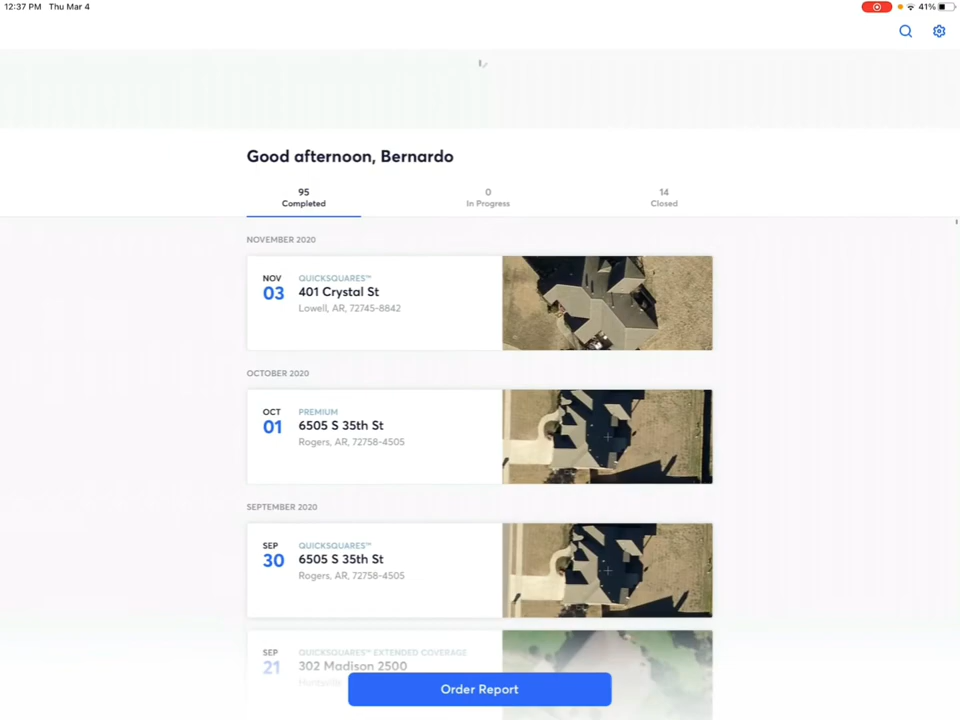 12:37 PM Thu Mar 4
41%
Good afternoon, Bernardo
95
Completed
0
In Progress
14
Closed
NOVEMBER 2020
NOV
03
QUICKSQUARES™
401 Crystal St
Lowell, AR, 72745-8842
OCTOBER 2020
OCT
01
PREMIUM
6505 S 35th St
Rogers, AR, 72758-4505
SEPTEMBER 2020
SEP
30
QUICKSQUARES™
6505 S 35th St
Rogers, AR, 72758-4505
SEP
21
QUICKSQUARES™ EXTENDED COVERAGE
302 Madison 2500
Order Report